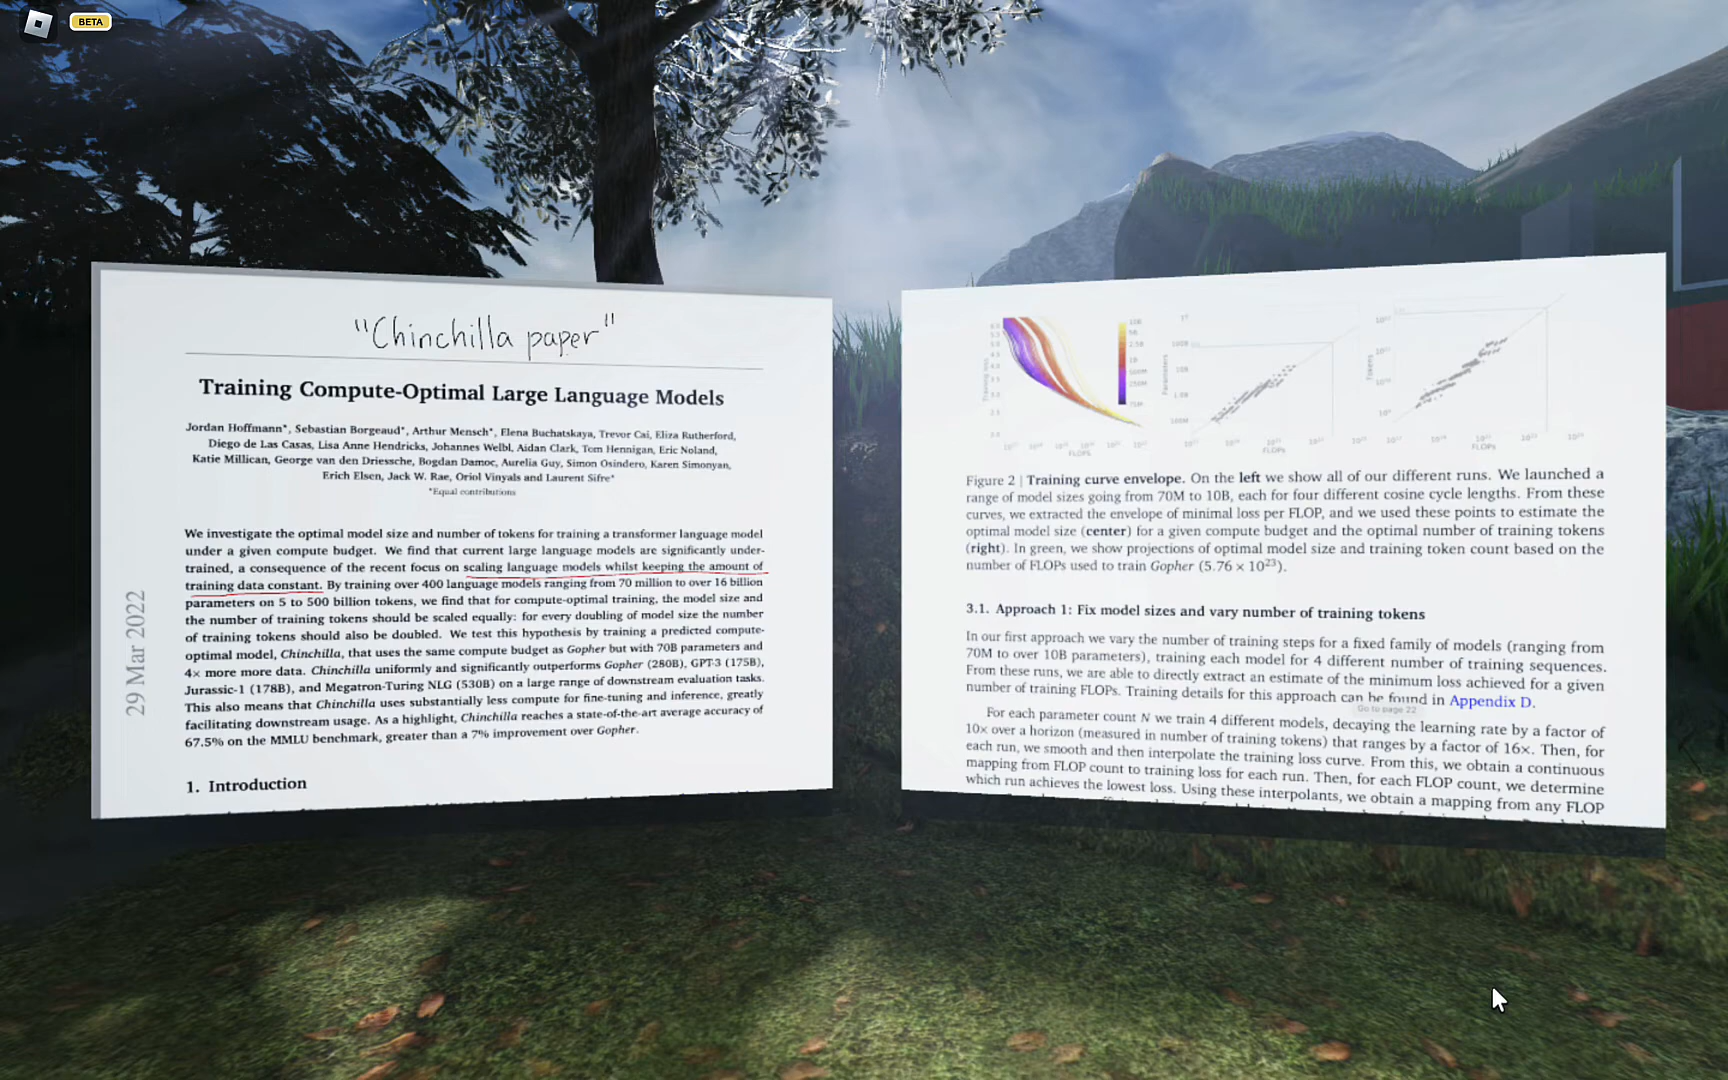 BETA
"Chinchilla paper"
Training Compute-Optimal Large Language Models
Jordan Hoffmann*, Sebastian Borgeaud*, Arthur Mensch*, Elena Buchatskaya, Trevor Cai, Eliza Rutherford,
Diego de Las Casas, Lisa Anne Hendricks, Johannes Welbl, Aidan Clark, Tom Hennigan, Eric Noland,
Katie Millican, George van den Driessche, Bogdan Damoc, Aurelia Guy, Simon Osindero, Karen Simonyan,
Erich Elsen, Jack W. Rae, Oriol Vinyals and Laurent Sifre*
*Equal contributions
We investigate the optimal model size and number of tokens for training a transformer language model
under a given compute budget. We find that current large language models are significantly under-
trained, a consequence of the recent focus on scaling language models whilst keeping the amount of
training data constant. By training over 400 language models ranging from 70 million to over 16 billion
parameters on 5 to 500 billion tokens, we find that for compute-optimal training, the model size and
the number of training tokens should be scaled equally: for every doubling of model size the number
of training tokens should also be doubled. We test this hypothesis by training a predicted compute-
optimal model, Chinchilla, that uses the same compute budget as Gopher but with 70B parameters and
4× more more data. Chinchilla uniformly and significantly outperforms Gopher (280B), GPT-3 (175B),
Jurassic-1 (178B), and Megatron-Turing NLG (530B) on a large range of downstream evaluation tasks.
This also means that Chinchilla uses substantially less compute for fine-tuning and inference, greatly
facilitating downstream usage. As a highlight, Chinchilla reaches a state-of-the-art average accuracy of
67.5% on the MMLU benchmark, greater than a 7% improvement over Gopher.
1. Introduction
29 Mar 2022
Training loss
FLOPs
Parameters
FLOPs
Tokens
FLOPs
Figure 2 | Training curve envelope. On the left we show all of our different runs. We launched a
range of model sizes going from 70M to 10B, each for four different cosine cycle lengths. From these
curves, we extracted the envelope of minimal loss per FLOP, and we used these points to estimate the
optimal model size (center) for a given compute budget and the optimal number of training tokens
(right). In green, we show projections of optimal model size and training token count based on the
number of FLOPs used to train Gopher (5.76 × 10²³).
3.1. Approach 1: Fix model sizes and vary number of training tokens
In our first approach we vary the number of training steps for a fixed family of models (ranging from
70M to over 10B parameters), training each model for 4 different number of training sequences.
From these runs, we are able to directly extract an estimate of the minimum loss achieved for a given
number of training FLOPs. Training details for this approach can be found in Appendix D.
Go to page 22
For each parameter count N we train 4 different models, decaying the learning rate by a factor of
10× over a horizon (measured in number of training tokens) that ranges by a factor of 16×. Then, for
each run, we smooth and then interpolate the training loss curve. From this, we obtain a continuous
mapping from FLOP count to training loss for each run. Then, for each FLOP count, we determine
which run achieves the lowest loss. Using these interpolants, we obtain a mapping from any FLOP